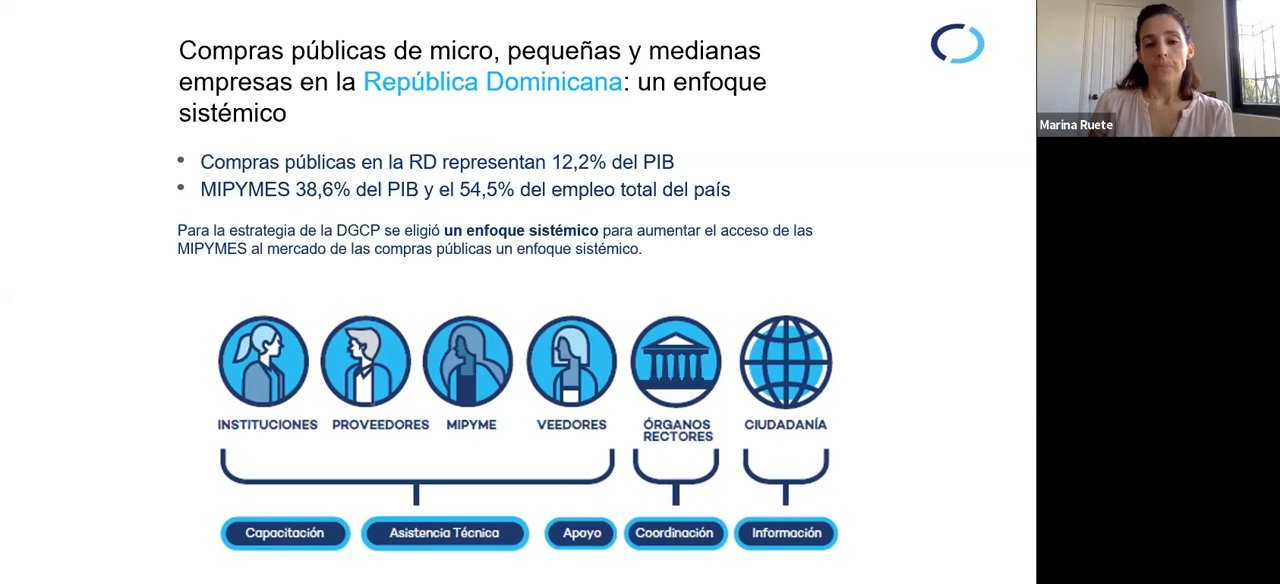 Compras públicas de micro, pequeñas y medianas
empresas en la República Dominicana: un enfoque
sistémico
• Compras públicas en la RD representan 12,2% del PIB
• MIPYMES 38,6% del PIB y el 54,5% del empleo total del país
Para la estrategia de la DGCP se eligió un enfoque sistémico para aumentar el acceso de las
MIPYMES al mercado de las compras públicas un enfoque sistémico.
INSTITUCIONES PROVEEDORES MIPYME VEEDORES ÓRGANOS RECTORES CIUDADANÍA
Capacitación Asistencia Técnica Apoyo Coordinación Información
Marina Ruete